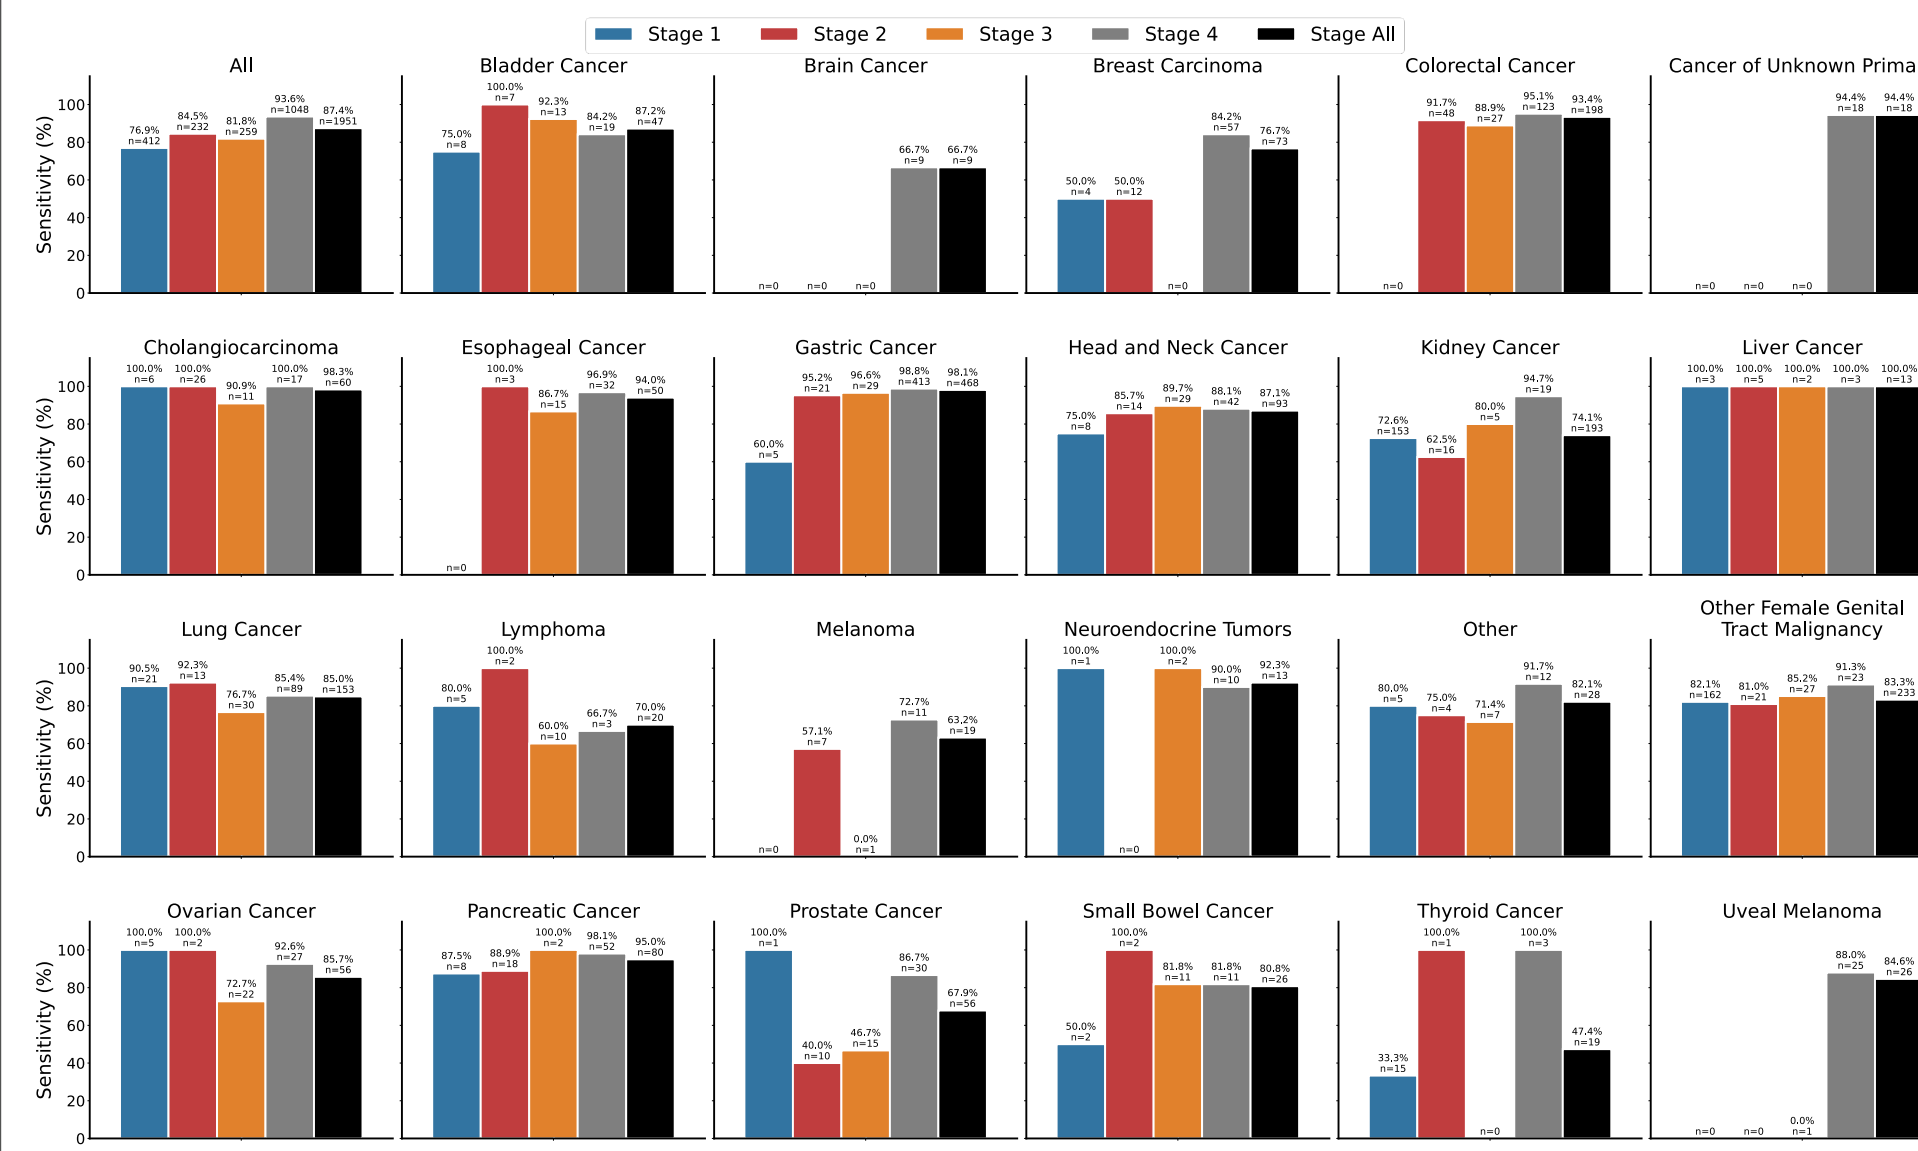 Stage 1 Stage 2 Stage 3 Stage 4 Stage All
All
Sensitivity (%)
100
80
60
40
20
0
76.9%
n=412
84.5%
n=232
81.8%
n=259
93.6%
n=1048
87.4%
n=1951
Bladder Cancer
75.0%
n=8
100.0%
n=7
92.3%
n=13
84.2%
n=19
87.2%
n=47
Brain Cancer
n=0
n=0
n=0
66.7%
n=9
66.7%
n=9
Breast Carcinoma
50.0%
n=4
50.0%
n=12
n=0
84.2%
n=57
76.7%
n=73
Colorectal Cancer
n=0
91.7%
n=48
88.9%
n=27
95.1%
n=123
93.4%
n=198
Cancer of Unknown Prima
n=0
n=0
n=0
94.4%
n=18
94.4%
n=18
Cholangiocarcinoma
Sensitivity (%)
100
80
60
40
20
0
100.0%
n=6
100.0%
n=26
90.9%
n=11
100.0%
n=17
98.3%
n=60
Esophageal Cancer
n=0
100.0%
n=3
86.7%
n=15
96.9%
n=32
94.0%
n=50
Gastric Cancer
60.0%
n=5
95.2%
n=21
96.6%
n=29
98.8%
n=413
98.1%
n=468
Head and Neck Cancer
75.0%
n=8
85.7%
n=14
89.7%
n=29
88.1%
n=42
87.1%
n=93
Kidney Cancer
72.6%
n=153
62.5%
n=16
80.0%
n=5
94.7%
n=19
74.1%
n=193
Liver Cancer
100.0%
n=3
100.0%
n=5
100.0%
n=2
100.0%
n=3
100.0%
n=13
Lung Cancer
Sensitivity (%)
100
80
60
40
20
0
90.5%
n=21
92.3%
n=13
76.7%
n=30
85.4%
n=89
85.0%
n=153
Lymphoma
80.0%
n=5
100.0%
n=2
60.0%
n=10
66.7%
n=3
70.0%
n=20
Melanoma
n=0
57.1%
n=7
0.0%
n=1
72.7%
n=11
63.2%
n=19
Neuroendocrine Tumors
100.0%
n=1
n=0
100.0%
n=2
90.0%
n=10
92.3%
n=13
Other
80.0%
n=5
75.0%
n=4
71.4%
n=7
91.7%
n=12
82.1%
n=28
Other Female Genital
Tract Malignancy
82.1%
n=162
81.0%
n=21
85.2%
n=27
91.3%
n=23
83.3%
n=233
Ovarian Cancer
Sensitivity (%)
100
80
60
40
20
0
100.0%
n=5
100.0%
n=2
72.7%
n=22
92.6%
n=27
85.7%
n=56
Pancreatic Cancer
87.5%
n=8
88.9%
n=18
100.0%
n=2
98.1%
n=52
95.0%
n=80
Prostate Cancer
100.0%
n=1
40.0%
n=10
46.7%
n=15
86.7%
n=30
67.9%
n=56
Small Bowel Cancer
50.0%
n=2
100.0%
n=2
81.8%
n=11
81.8%
n=11
80.8%
n=26
Thyroid Cancer
33.3%
n=15
100.0%
n=1
n=0
100.0%
n=3
47.4%
n=19
Uveal Melanoma
n=0
n=0
0.0%
n=1
88.0%
n=25
84.6%
n=26